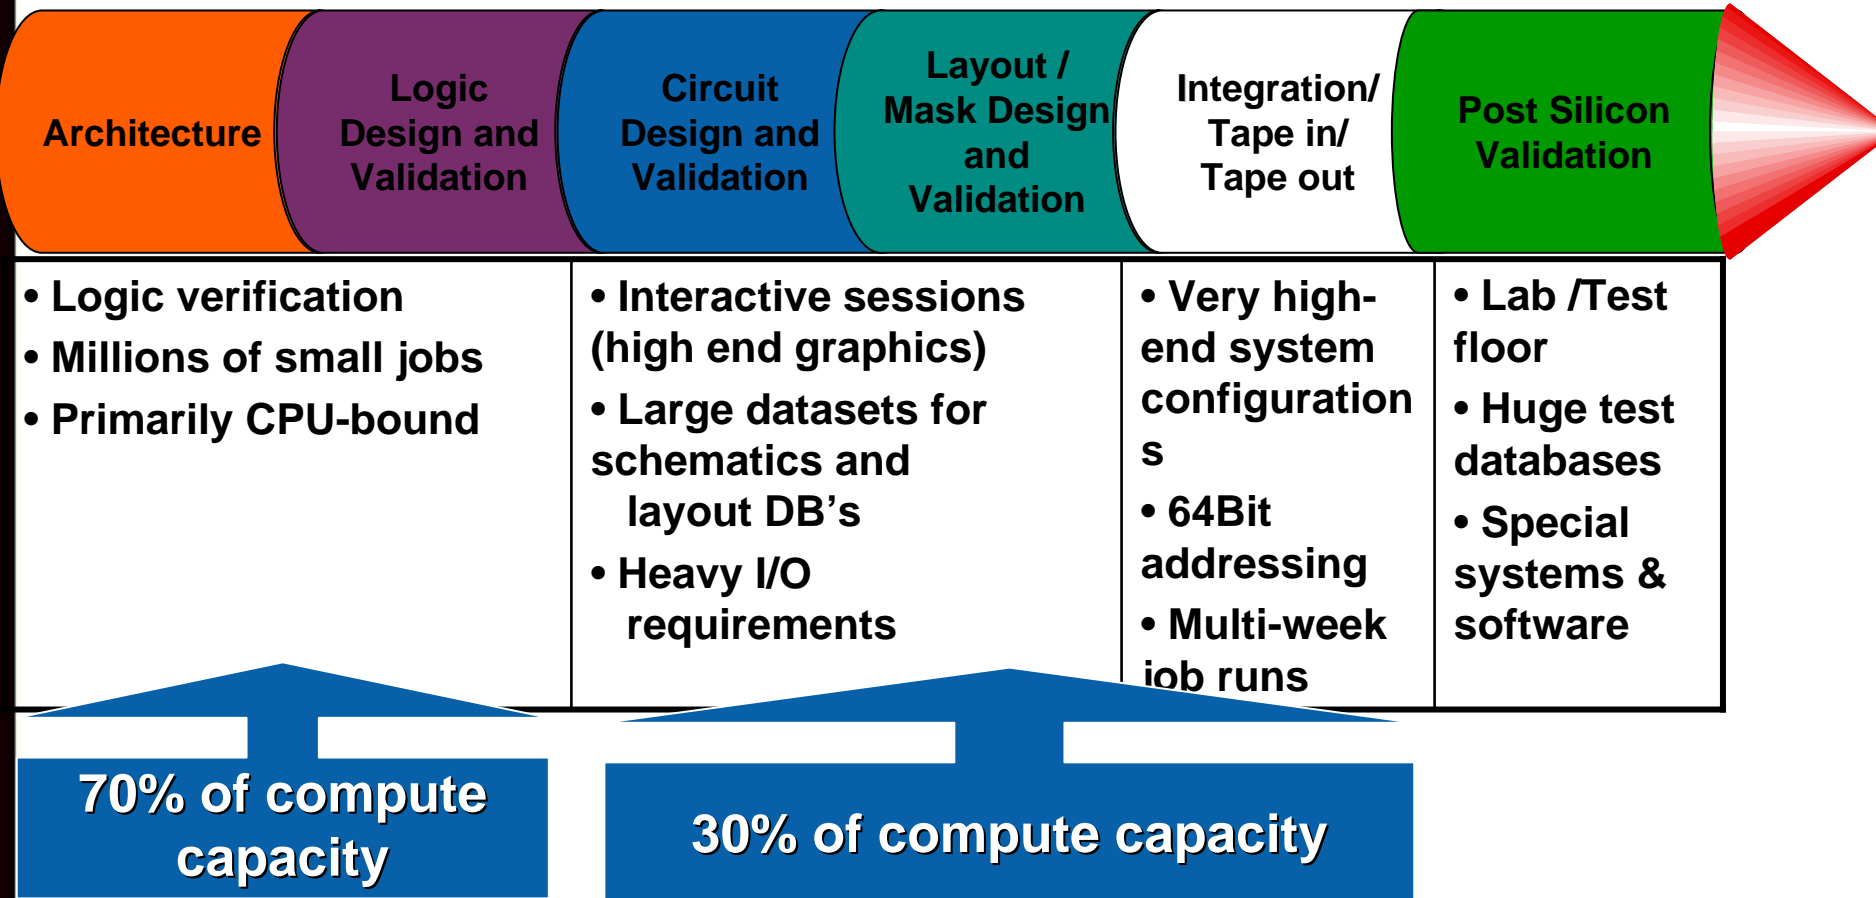 Architecture
Logic
Design and
Validation
Circuit
Design and
Validation
Layout /
Mask Design
and
Validation
Integration/
Tape in/
Tape out
Post Silicon
Validation
• Logic verification
• Millions of small jobs
• Primarily CPU-bound
• Interactive sessions
(high end graphics)
• Large datasets for
schematics and
layout DB’s
• Heavy I/O
requirements
• Very high-
end system
configuration
s
• 64Bit
addressing
• Multi-week
job runs
• Lab /Test
floor
• Huge test
databases
• Special
systems &
software
70% of compute
capacity
30% of compute capacity